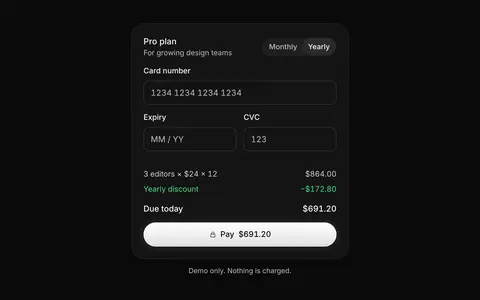 Pro plan
For growing design teams
Monthly Yearly
Card number
1234 1234 1234 1234
Expiry CVC
MM / YY 123
3 editors × $24 × 12 $864.00
Yearly discount −$172.80
Due today $691.20
Pay $691.20
Demo only. Nothing is charged.